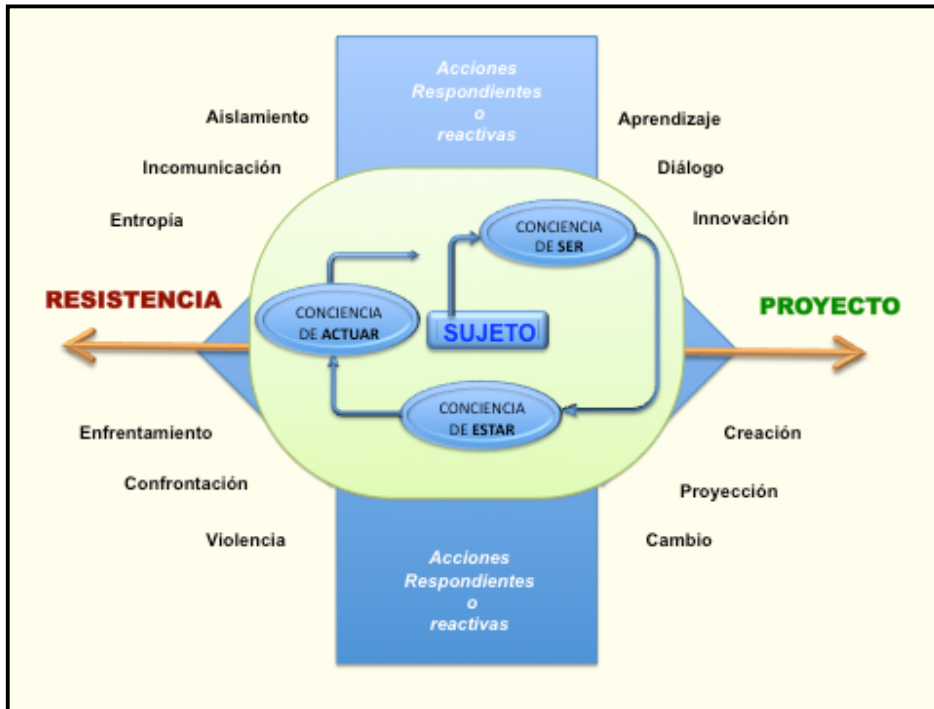 Acciones
Respondientes
o
reactivas
Aislamiento
Incomunicación
Entropía
Aprendizaje
Diálogo
Innovación
RESISTENCIA
PROYECTO
CONCIENCIA
DE SER
CONCIENCIA
DE ACTUAR
SUJETO
CONCIENCIA
DE ESTAR
Enfrentamiento
Confrontación
Violencia
Creación
Proyección
Cambio
Acciones
Respondientes
o
reactivas